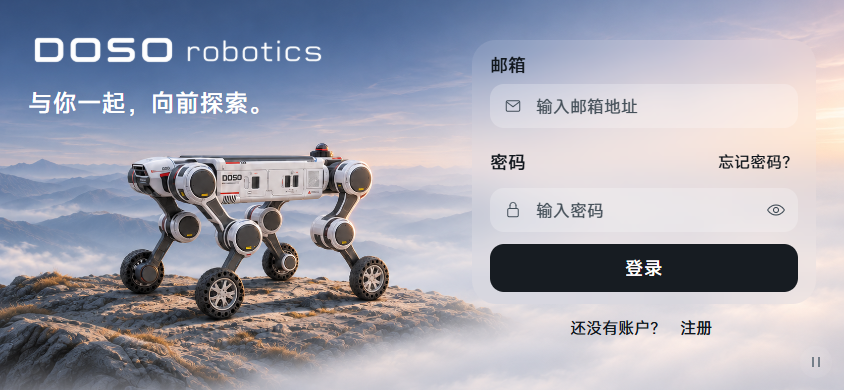 DOSO robotics
与你一起，向前探索。
DOSO
邮箱
输入邮箱地址
密码 忘记密码？
输入密码
登录
还没有账户？ 注册